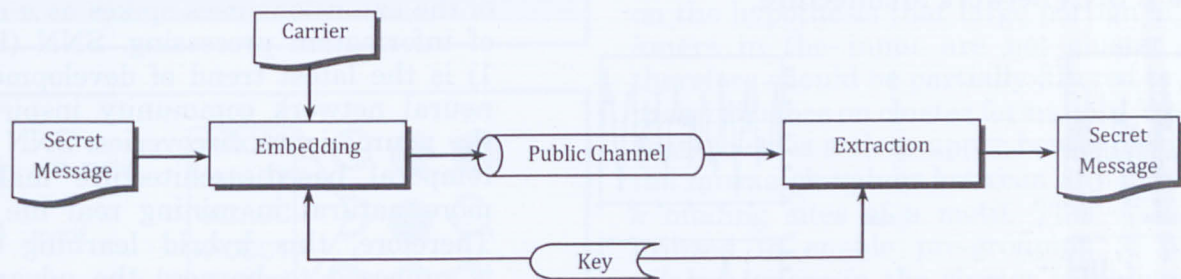 Carrier
Secret
Message
Embedding
Public Channel
Extraction
Secret
Message
Key